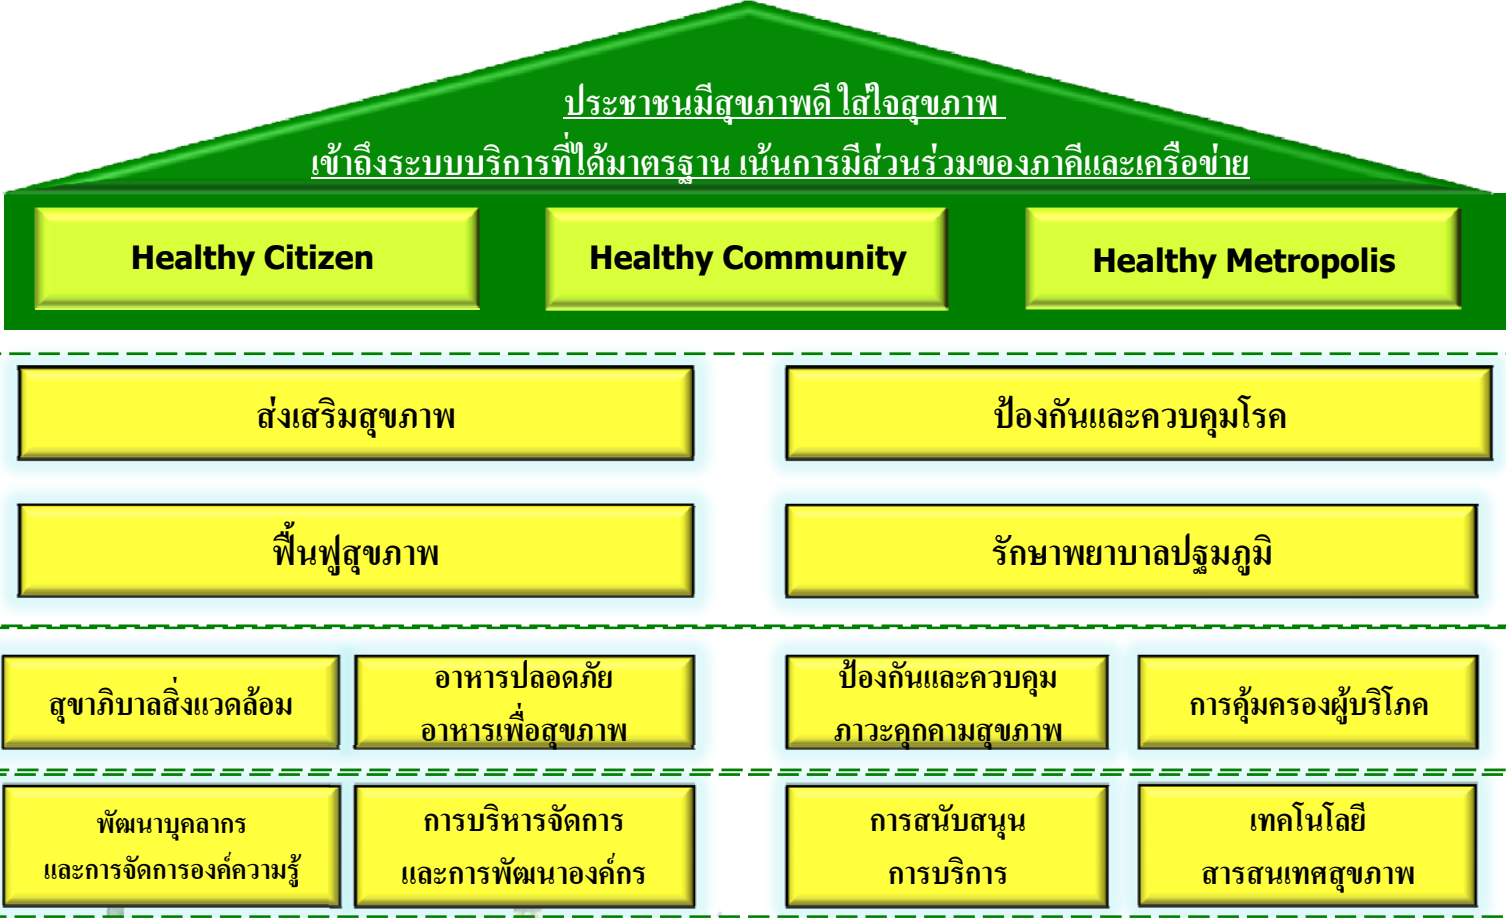 ประชาชนมีสุขภาพดี ใส่ใจสุขภาพ
เข้าถึงระบบบริการที่ได้มาตรฐาน เน้นการมีส่วนร่วมของภาคีและเครือข่าย
Healthy Citizen
Healthy Community
Healthy Metropolis
ส่งเสริมสุขภาพ
ป้องกันและควบคุมโรค
ฟื้นฟูสุขภาพ
รักษาพยาบาลปฐมภูมิ
สุขาภิบาลสิ่งแวดล้อม
อาหารปลอดภัย
อาหารเพื่อสุขภาพ
ป้องกันและควบคุม
ภาวะคุกคามสุขภาพ
การคุ้มครองผู้บริโภค
พัฒนาบุคลากร
และการจัดการองค์ความรู้
การบริหารจัดการ
และการพัฒนาองค์กร
การสนับสนุน
การบริการ
เทคโนโลยี
สารสนเทศสุขภาพ